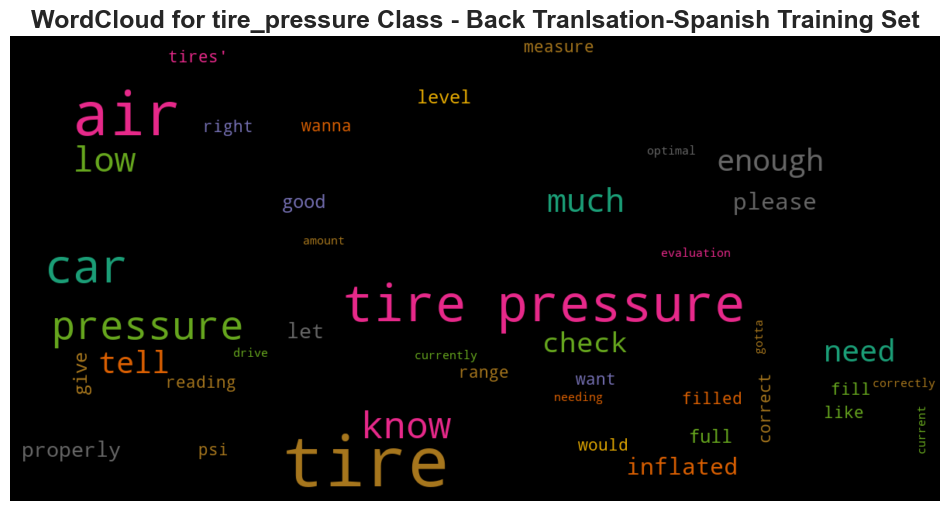 WordCloud for tire_pressure Class - Back Tranlsation-Spanish Training Set
tires'
measure
air
level
right
wanna
low
optimal
enough
good
much
please
amount
evaluation
car
tire pressure
pressure
let
check
gotta
need
tell
drive
currently
give
reading
range
want
needing
filled
correct
fill
correctly
like
current
know
properly
psi
tire
would
full
inflated